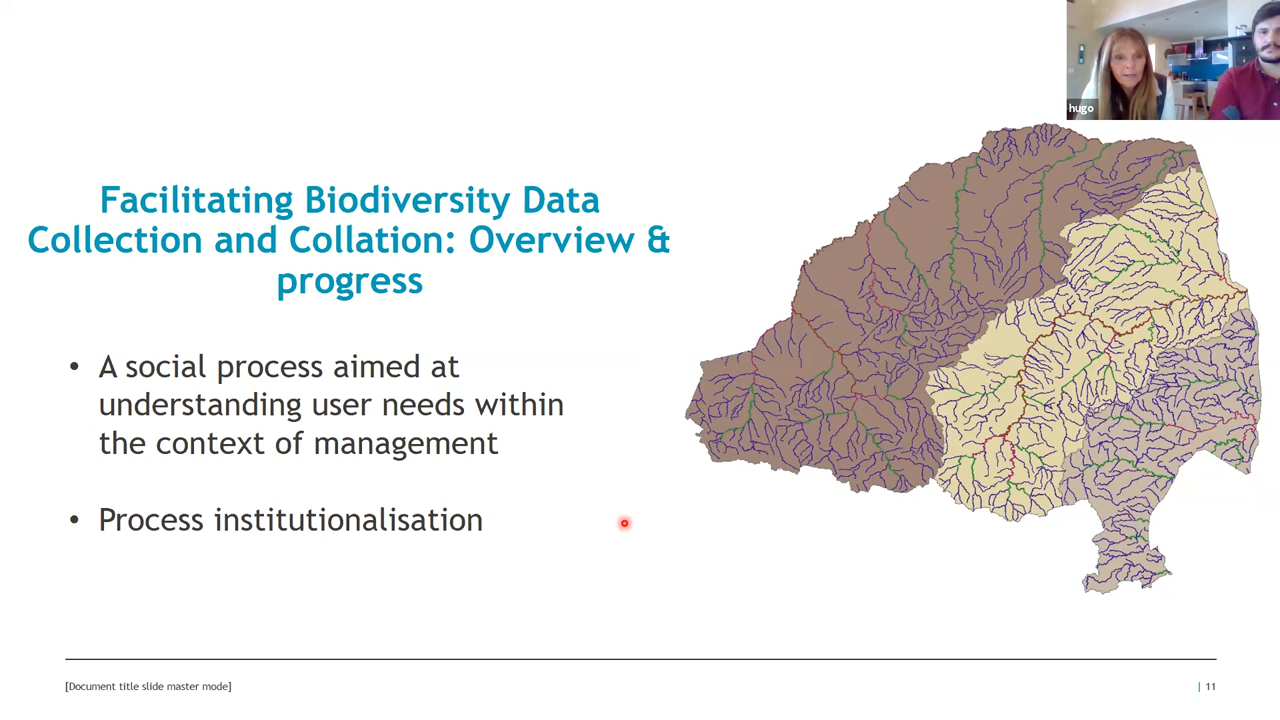 hugo
Facilitating Biodiversity Data
Collection and Collation: Overview &
progress
• A social process aimed at
understanding user needs within
the context of management
• Process institutionalisation
[Document title slide master mode]
| 11